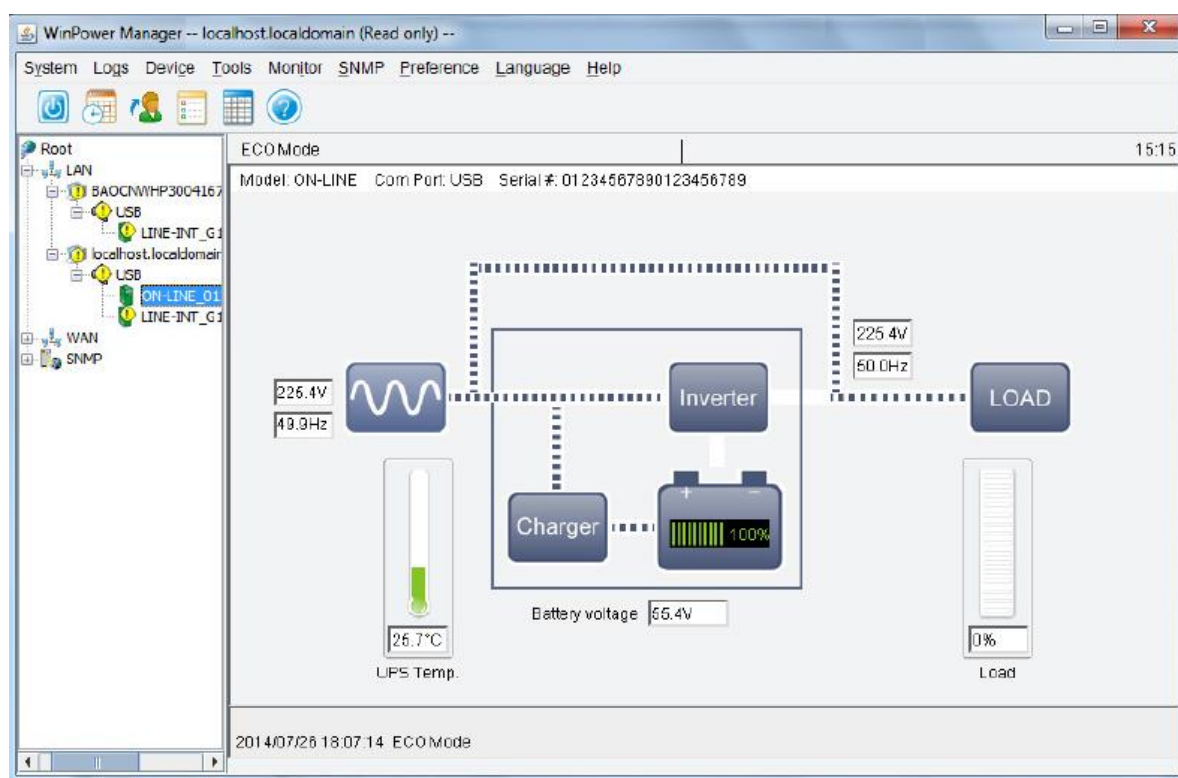 WinPower Manager -- localhost.localdomain (Read only) --
System Logs Device Tools Monitor SNMP Preference Language Help
Root
LAN
BAOCNWHP3004167
USB
LINE-INT_G1
localhost.localdomain
USB
ON-LINE_01
LINE-INT_G1
WAN
SNMP
ECO Mode
15:15
Model: ON-LINE Com Port: USB Serial #: 01234567890123456789
225.4V
50.0Hz
225.4V
49.9Hz
Inverter
LOAD
Charger
+ −
100%
Battery voltage 55.4V
25.7°C
UPS Temp.
0%
Load
2014/07/26 18:07:14 ECO Mode